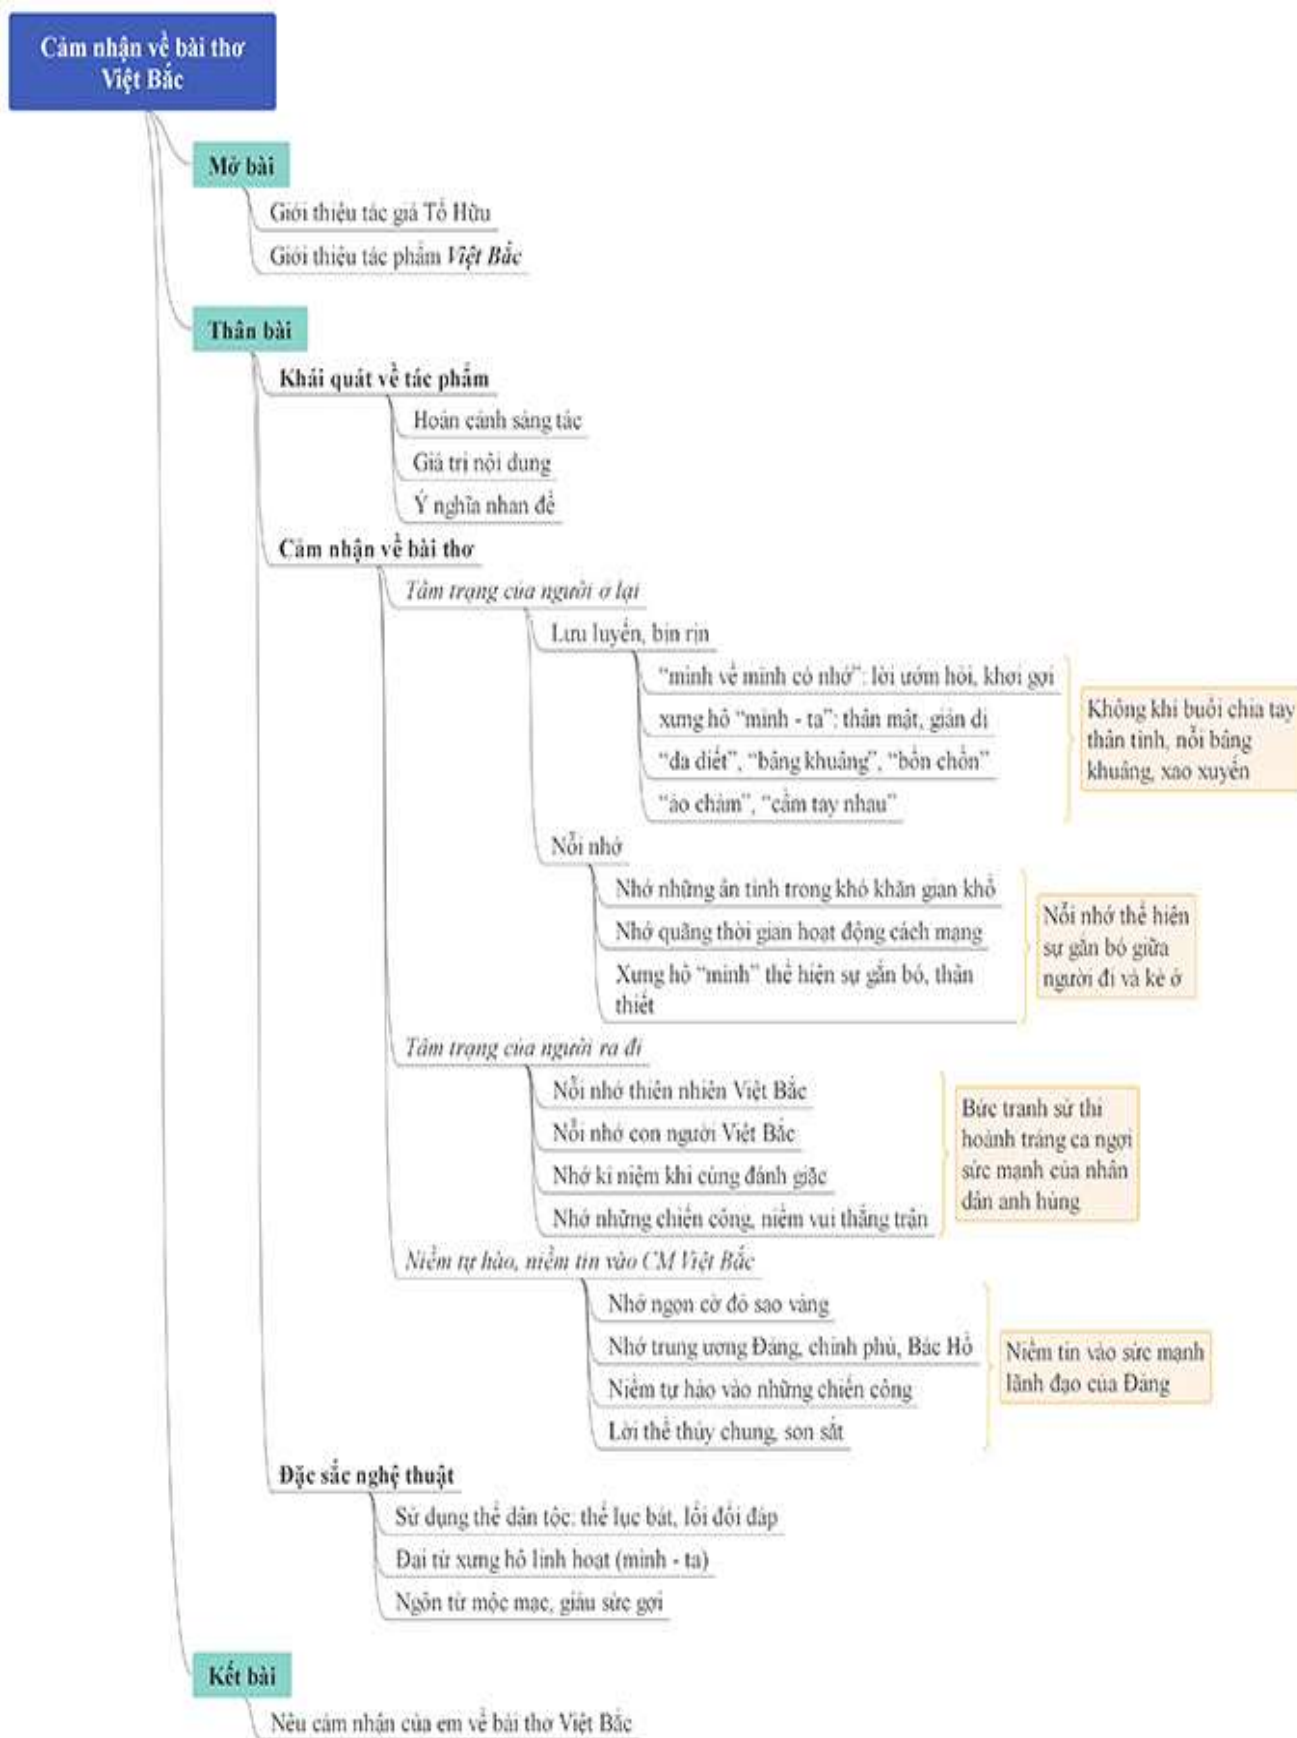 Cảm nhận về bài thơ
Việt Bắc
Mở bài
Giới thiệu tác giả Tố Hữu
Giới thiệu tác phẩm Việt Bắc
Thân bài
Khái quát về tác phẩm
Hoàn cảnh sáng tác
Giá trị nội dung
Ý nghĩa nhan đề
Cảm nhận về bài thơ
Tâm trạng của người ở lại
Lưu luyến, bịn rịn
“mình về mình có nhớ”: lời ướm hỏi, khơi gợi
xưng hô “mình - ta”: thân mật, giản dị
“da diết”, “bâng khuâng”, “bồn chồn”
“áo chàm”, “cầm tay nhau”
Không khí buổi chia tay
thân tình, nỗi bâng
khuâng, xao xuyến
Nỗi nhớ
Nhớ những ân tình trong khó khăn gian khổ
Nhớ quãng thời gian hoạt động cách mạng
Xưng hô “mình” thể hiện sự gắn bó, thân
thiết
Nỗi nhớ thể hiện
sự gắn bó giữa
người đi và kẻ ở
Tâm trạng của người ra đi
Nỗi nhớ thiên nhiên Việt Bắc
Nỗi nhớ con người Việt Bắc
Nhớ kỉ niệm khi cùng đánh giặc
Nhớ những chiến công, niềm vui thắng trận
Bức tranh sử thi
hoành tráng ca ngợi
sức mạnh của nhân
dân anh hùng
Niềm tự hào, niềm tin vào CM Việt Bắc
Nhớ ngọn cờ đỏ sao vàng
Nhớ trung ương Đảng, chính phủ, Bác Hồ
Niềm tự hào vào những chiến công
Lời thề thủy chung, son sắt
Niềm tin vào sức mạnh
lãnh đạo của Đảng
Đặc sắc nghệ thuật
Sử dụng thể dân tộc: thể lục bát, lối đối đáp
Đại từ xưng hô linh hoạt (mình - ta)
Ngôn từ mộc mạc, giàu sức gợi
Kết bài
Nêu cảm nhận của em về bài thơ Việt Bắc